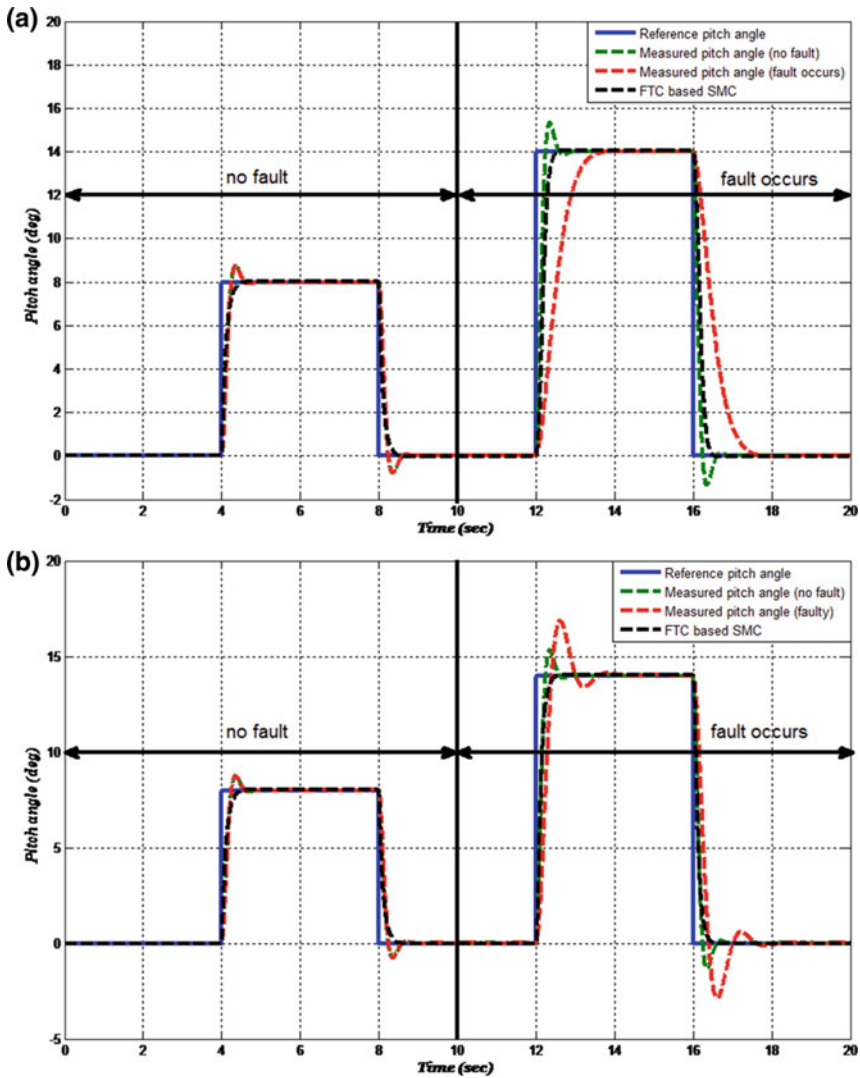 (a)
20
18
16
14
12
10
8
6
4
2
0
-2
Pitch angle (deg)
Reference pitch angle
Measured pitch angle (no fault)
Measured pitch angle (fault occurs)
FTC based SMC
no fault
fault occurs
0 2 4 6 8 10 12 14 16 18 20
Time (sec)
(b)
20
15
10
5
0
-5
Pitch angle (deg)
Reference pitch angle
Measured pitch angle (no fault)
Measured pitch angle (faulty)
FTC based SMC
no fault
fault occurs
0 2 4 6 8 10 12 14 16 18 20
Time (sec)